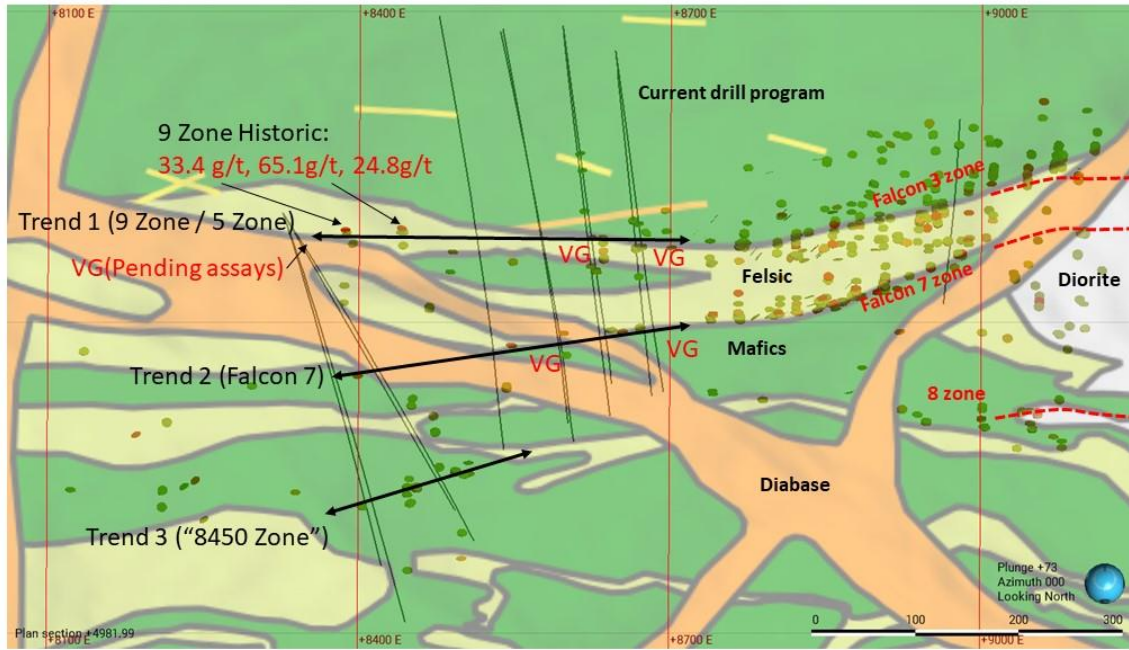 +8100 E
+8400 E
+8700 E
+9000 E
Current drill program
9 Zone Historic:
33.4 g/t, 65.1g/t, 24.8g/t
Falcon 3 zone
Trend 1 (9 Zone / 5 Zone)
VG(Pending assays)
VG
VG
Felsic
Falcon 7 zone
Diorite
Mafics
VG
VG
Trend 2 (Falcon 7)
8 zone
Diabase
Trend 3 (“8450 Zone”)
Plunge +73
Azimuth 000
Looking North
0
100
200
300
Plan section +4981.99
+8100 E
+8400 E
+8700 E
+9000 E